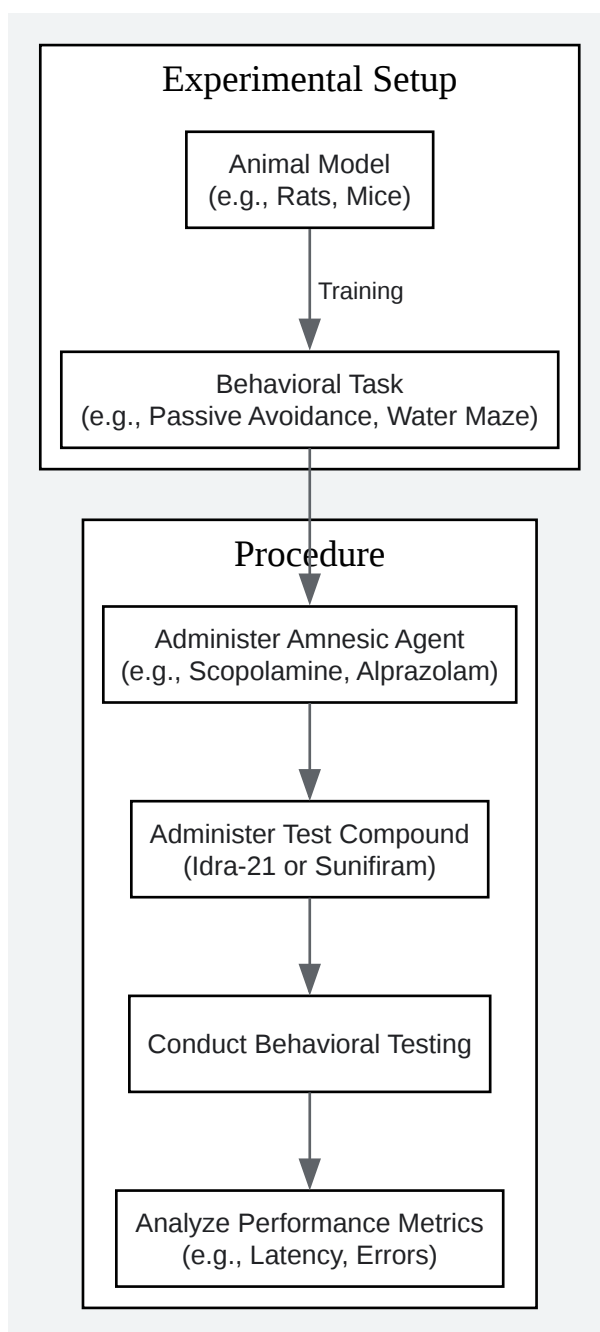 Experimental Setup
Animal Model
(e.g., Rats, Mice)
Training
Behavioral Task
(e.g., Passive Avoidance, Water Maze)
Procedure
Administer Amnesic Agent
(e.g., Scopolamine, Alprazolam)
Administer Test Compound
(Idra-21 or Sunifiram)
Conduct Behavioral Testing
Analyze Performance Metrics
(e.g., Latency, Errors)